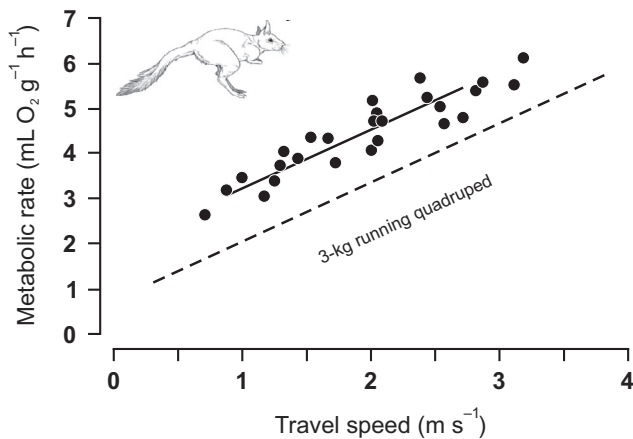 Metabolic rate (mL O₂ g⁻¹ h⁻¹)
7
6
5
4
3
2
1
0
3-kg running quadruped
0 1 2 3 4
Travel speed (m s⁻¹)